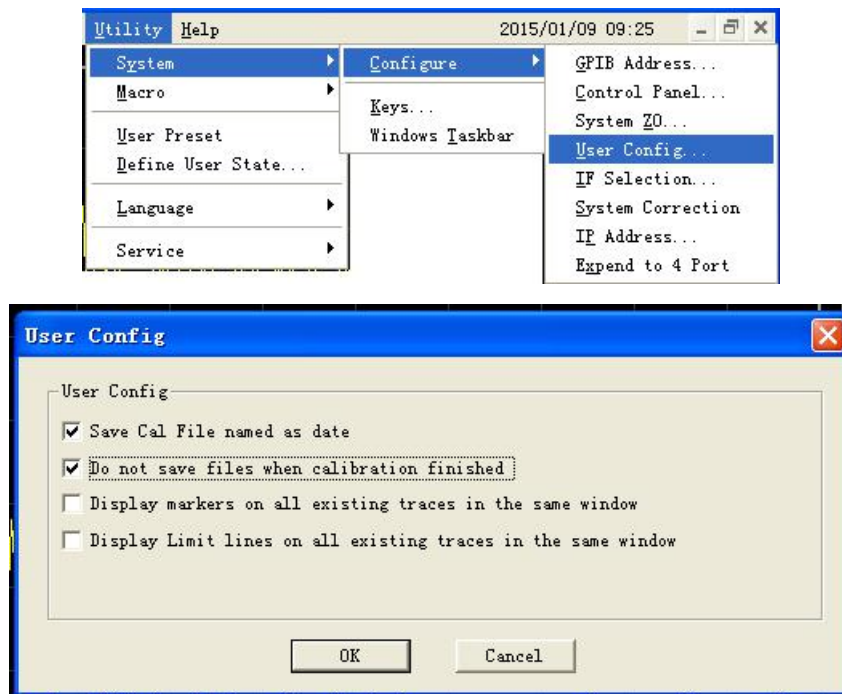 Utility Help 2015/01/09 09:25
System
Macro
User Preset
Define User State...
Language
Service
Configure
Keys...
Windows Taskbar
GPIB Address...
Control Panel...
System Z0...
User Config...
IF Selection...
System Correction
IP Address...
Expend to 4 Port
User Config
User Config
Save Cal File named as date
Do not save files when calibration finished
Display markers on all existing traces in the same window
Display Limit lines on all existing traces in the same window
OK Cancel